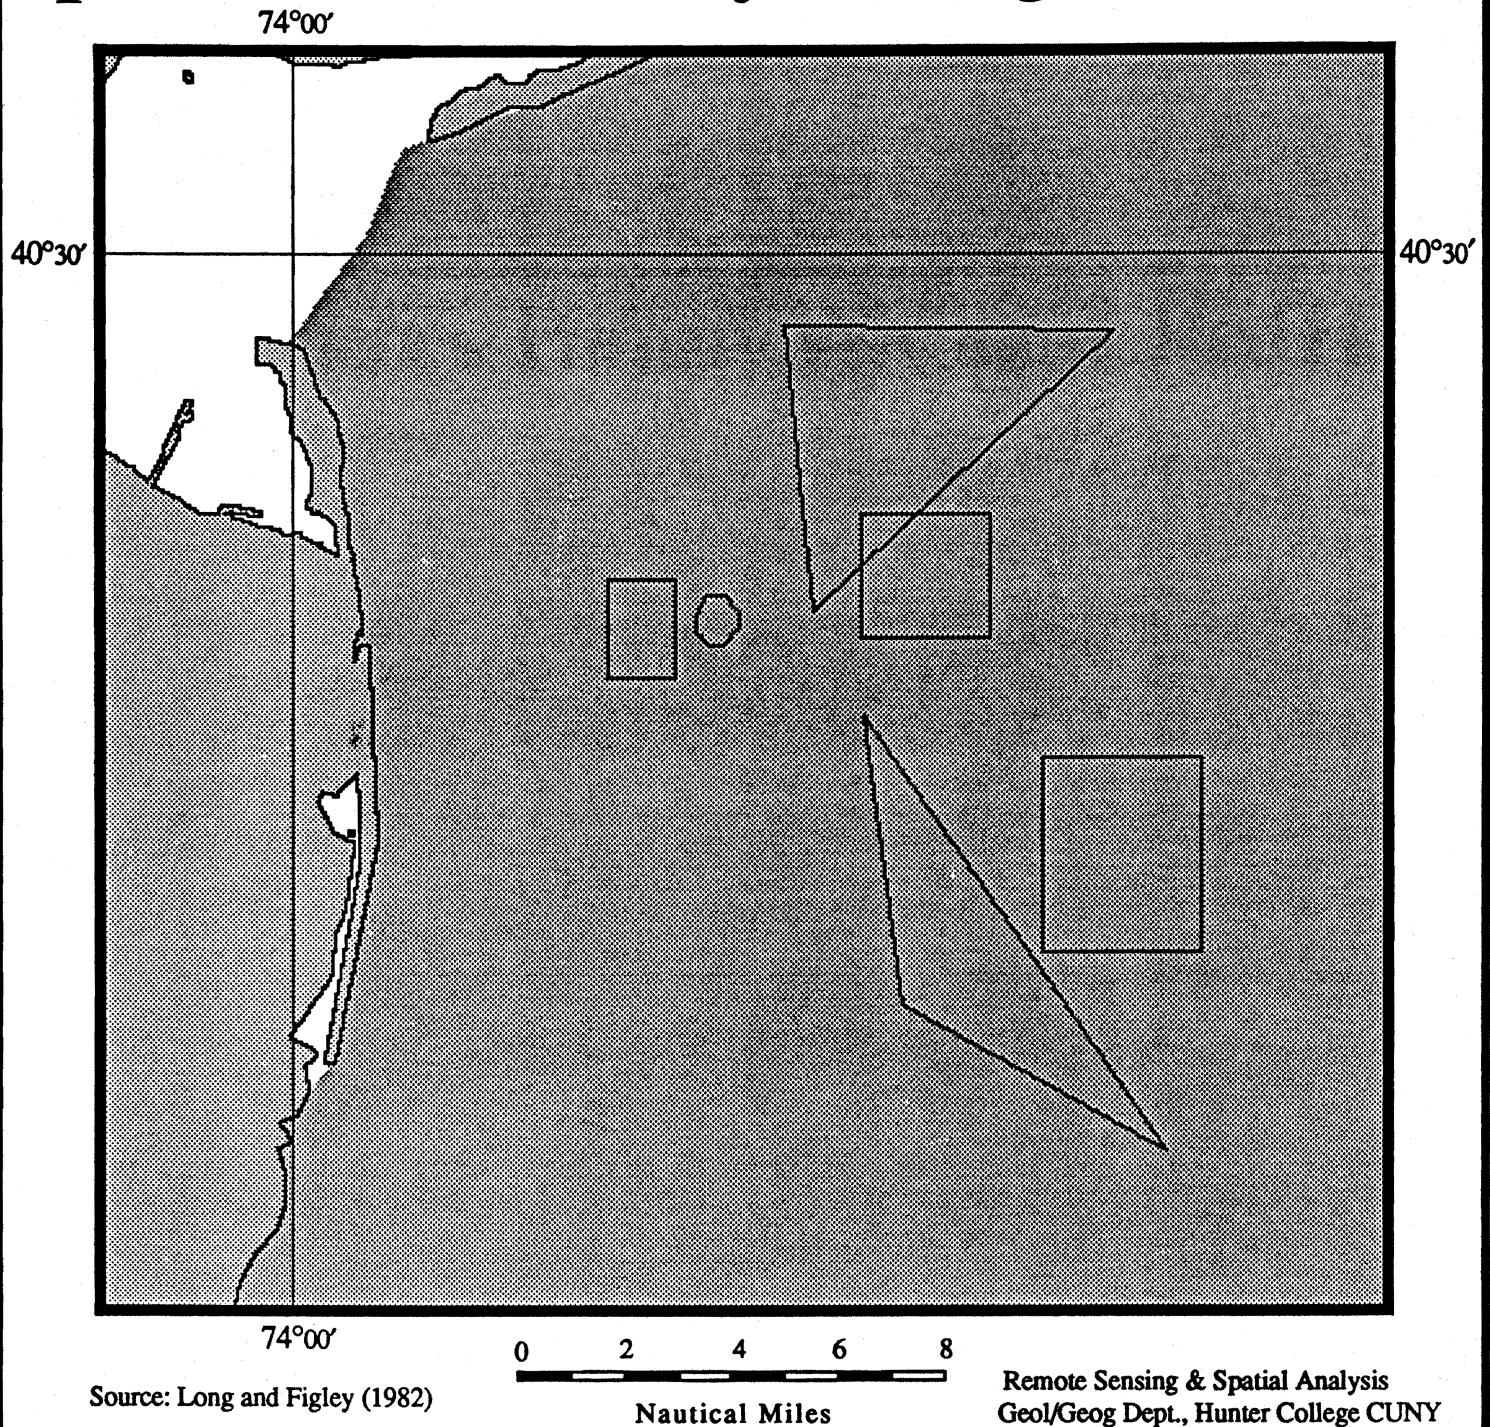 74°00′
40°30′ 40°30′
74°00′
0 2 4 6 8
Source: Long and Figley (1982)
Nautical Miles
Remote Sensing & Spatial Analysis
Geol/Geog Dept., Hunter College CUNY